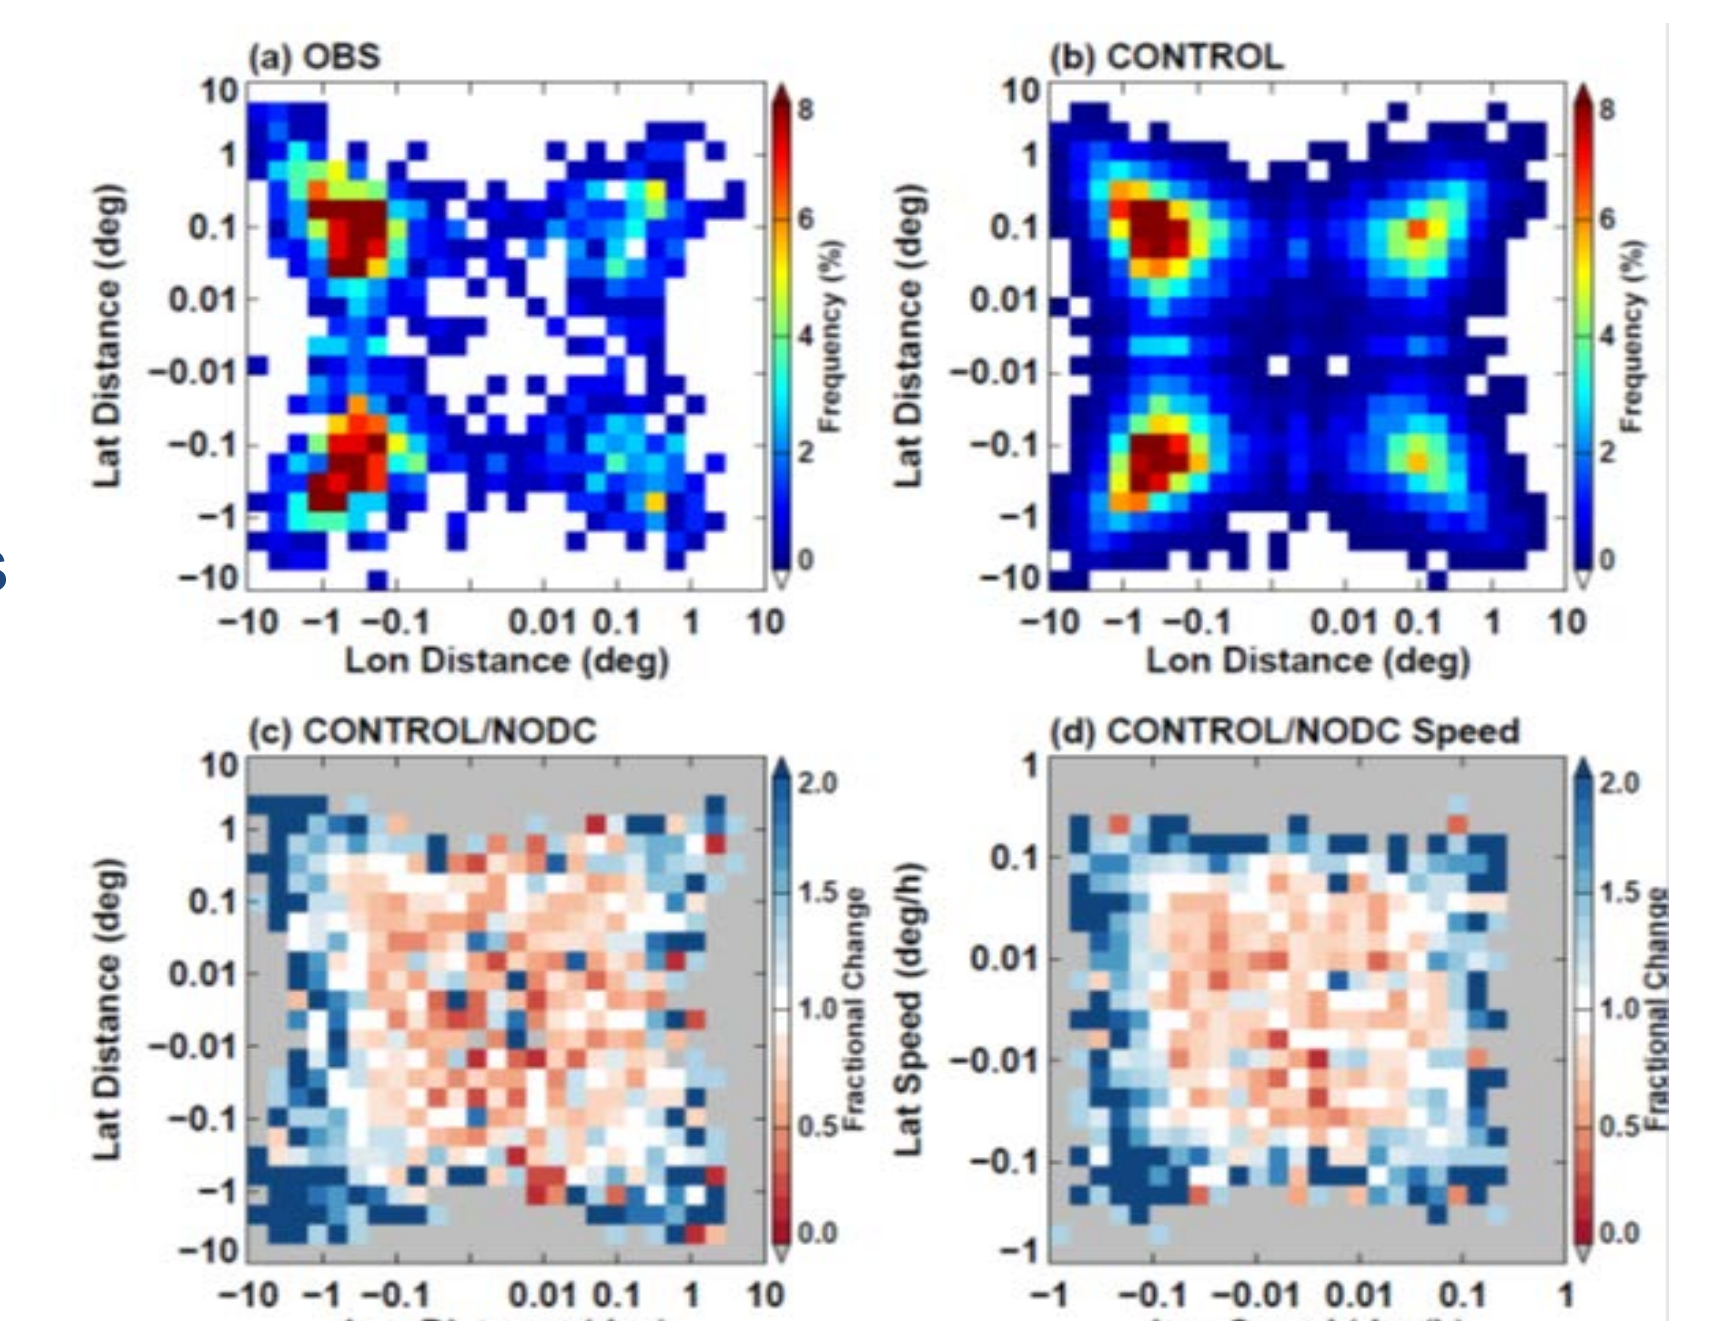 (a) OBS
10
1
0.1
0.01
−0.01
−0.1
−1
−10
Lat Distance (deg)
−10 −1 −0.1 0.01 0.1 1 10
Lon Distance (deg)
8
6
4
2
0
Frequency (%)
(b) CONTROL
10
1
0.1
0.01
−0.01
−0.1
−1
−10
Lat Distance (deg)
−10 −1 −0.1 0.01 0.1 1 10
Lon Distance (deg)
8
6
4
2
0
Frequency (%)
s
(c) CONTROL/NODC
10
1
0.1
0.01
−0.01
−0.1
−1
−10
Lat Distance (deg)
−10 −1 −0.1 0.01 0.1 1 10
2.0
1.5
1.0
0.5
0.0
Fractional Change
(d) CONTROL/NODC Speed
1
0.1
0.01
−0.01
−0.1
−1
Lat Speed (deg/h)
−1 −0.1 −0.01 0.01 0.1 1
2.0
1.5
1.0
0.5
0.0
Fractional Change